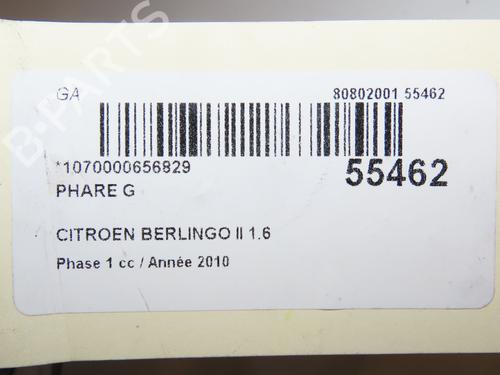 GA 80802001 55462
*1070000656829 55462
PHARE G
CITROEN BERLINGO II 1.6
Phase 1 cc / Année 2010
B-PARTS